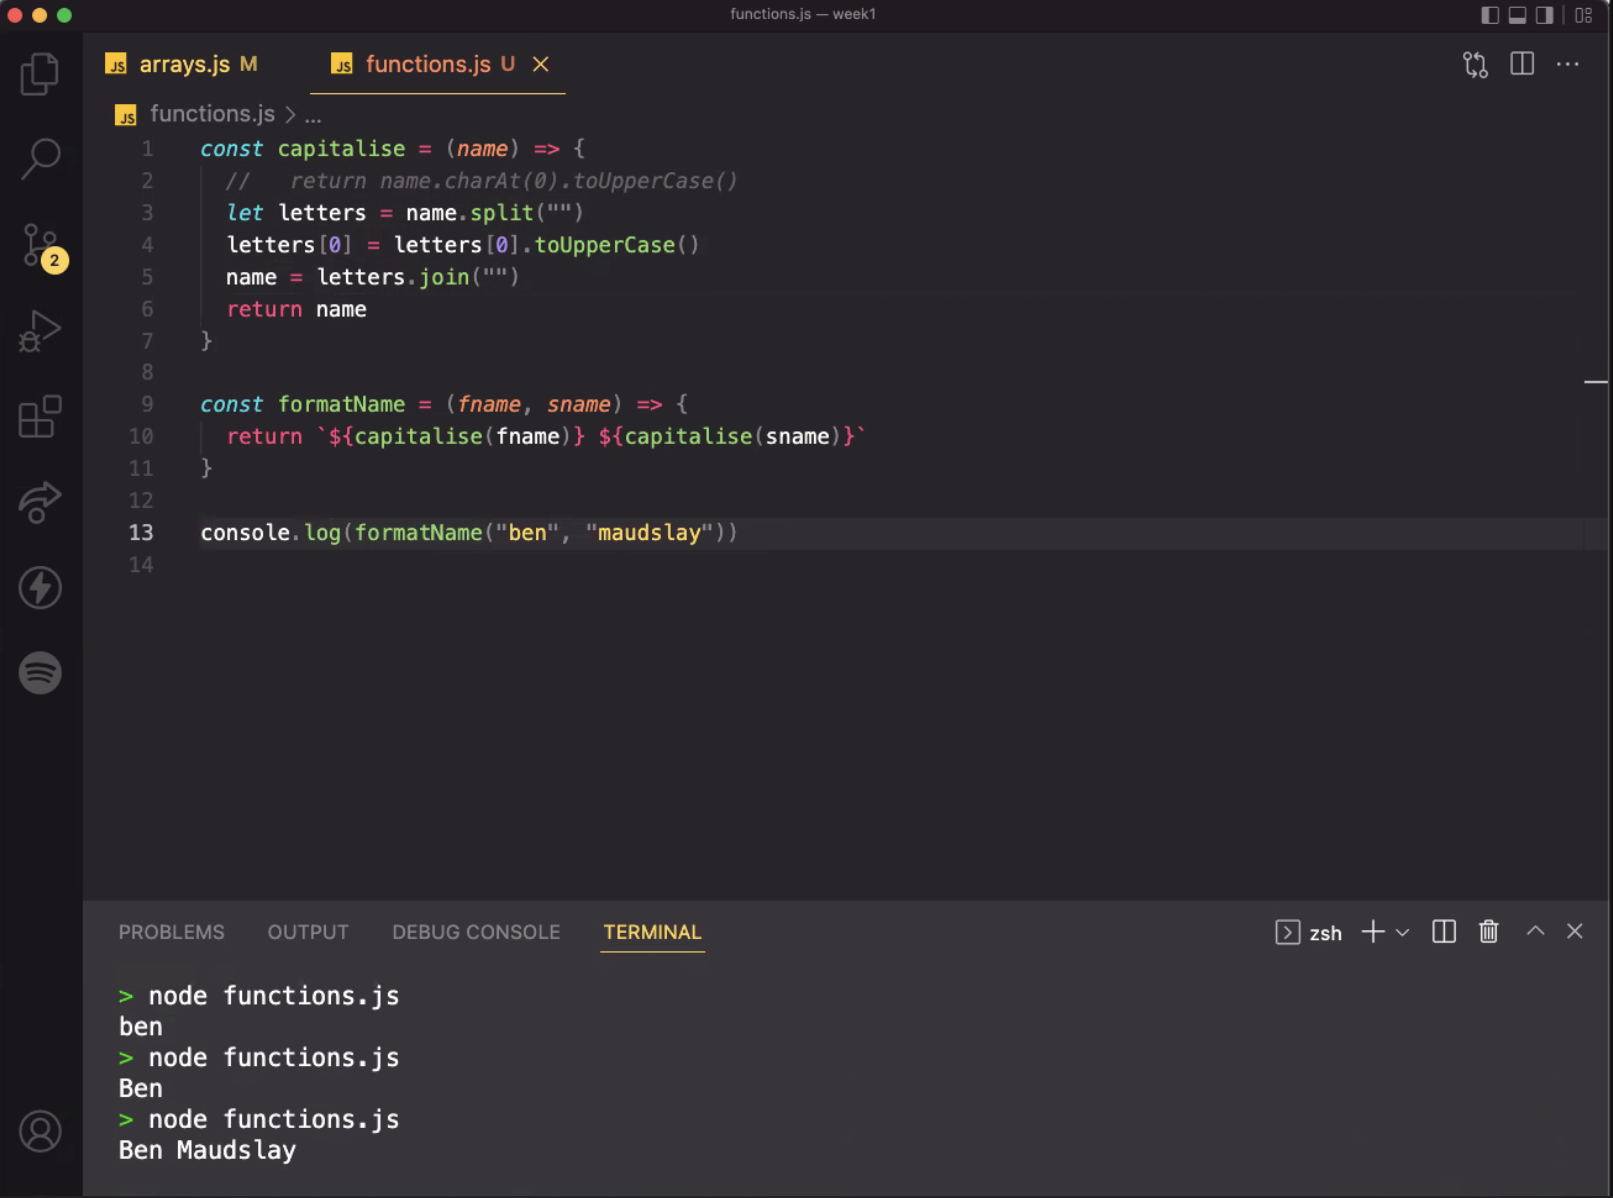 functions.js — week1
JS arrays.js M
JS functions.js U
JS functions.js > ...
1 const capitalise = (name) => {
2 //   return name.charAt(0).toUpperCase()
3 let letters = name.split("")
4 letters[0] = letters[0].toUpperCase()
5 name = letters.join("")
6 return name
7 }
8
9 const formatName = (fname, sname) => {
10 return `${capitalise(fname)} ${capitalise(sname)}`
11 }
12
13 console.log(formatName("ben", "maudslay"))
14
2
PROBLEMS OUTPUT DEBUG CONSOLE TERMINAL zsh
> node functions.js
ben
> node functions.js
Ben
> node functions.js
Ben Maudslay